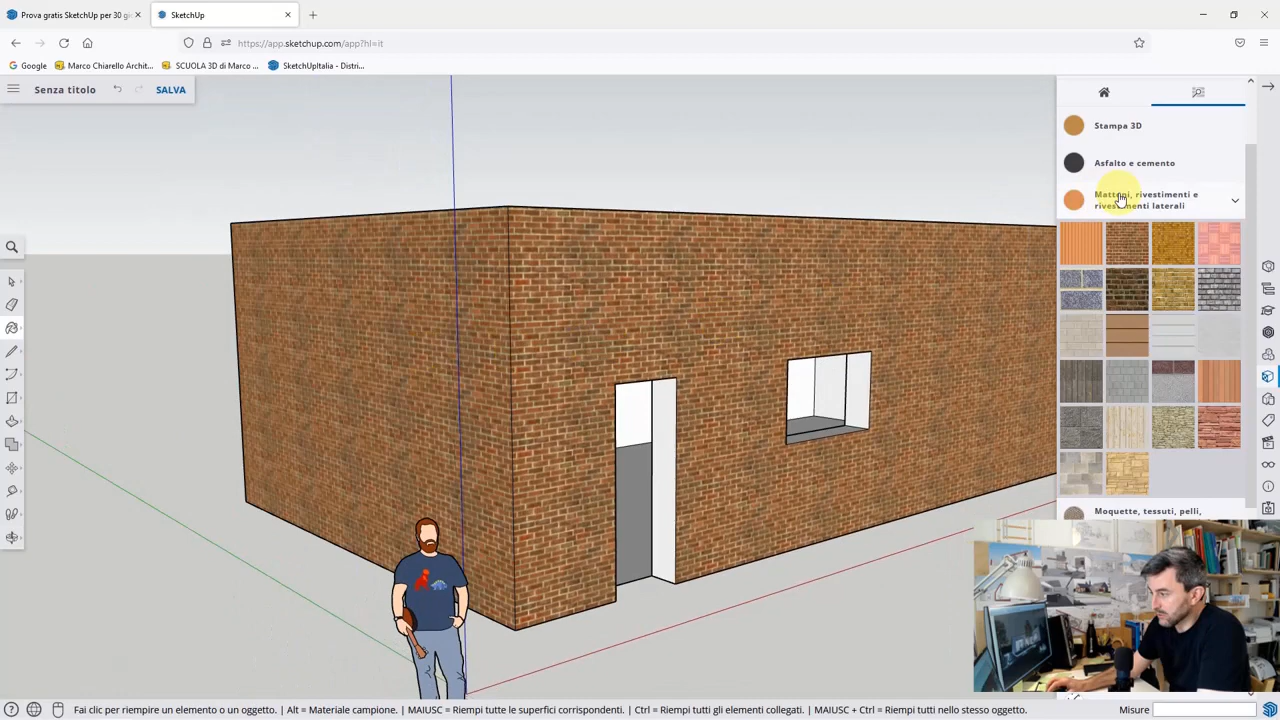 Prova gratis SketchUp per 30 gi
SketchUp
https://app.sketchup.com/app?hl=it
Google
Marco Chiarello Archit...
SCUOLA 3D di Marco ...
SketchUpItalia - Distri...
Senza titolo
SALVA
Stampa 3D
Asfalto e cemento
Mattoni, rivestimenti e
rivestimenti laterali
Moquette, tessuti, pelli,
Fai clic per riempire un elemento o un oggetto. | Alt = Materiale campione. | MAIUSC = Riempi tutte le superfici corrispondenti. | Ctrl = Riempi tutti gli elementi collegati. | MAIUSC + Ctrl = Riempi tutti nello stesso oggetto.
Misure